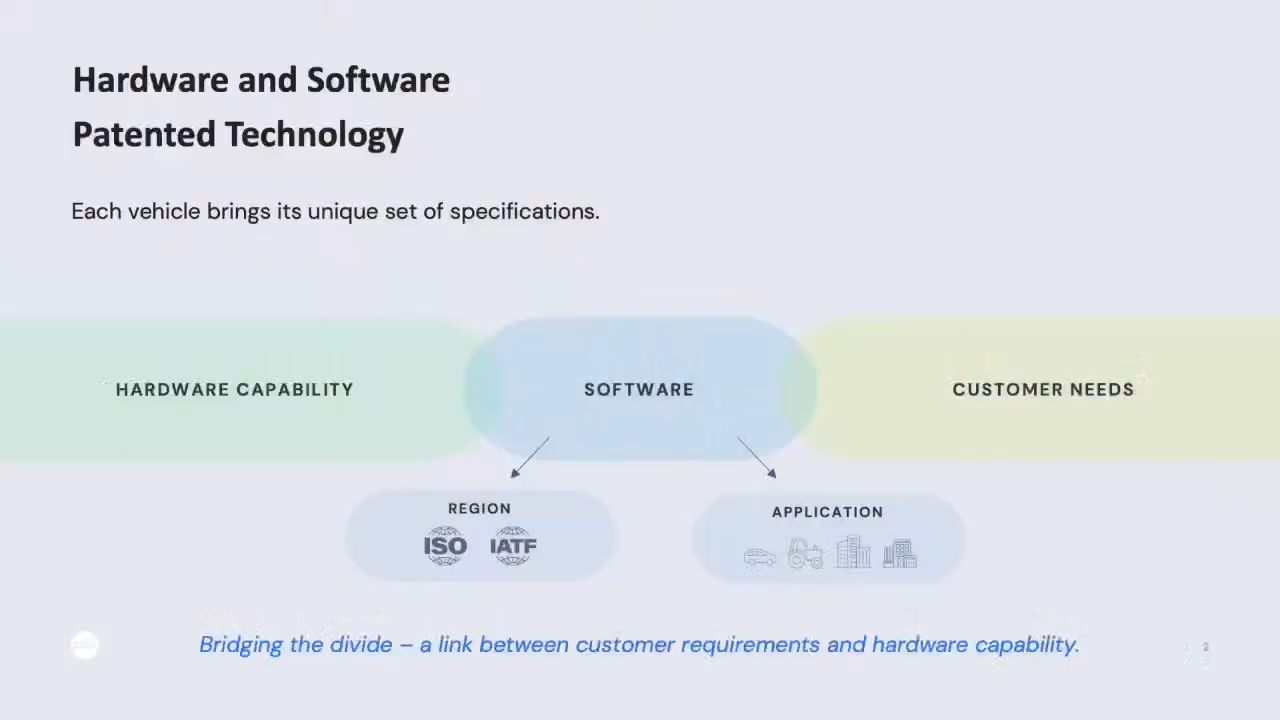 Hardware and Software
Patented Technology
Each vehicle brings its unique set of specifications.
HARDWARE CAPABILITY
SOFTWARE
CUSTOMER NEEDS
REGION
ISO IATF
APPLICATION
Bridging the divide – a link between customer requirements and hardware capability.
2